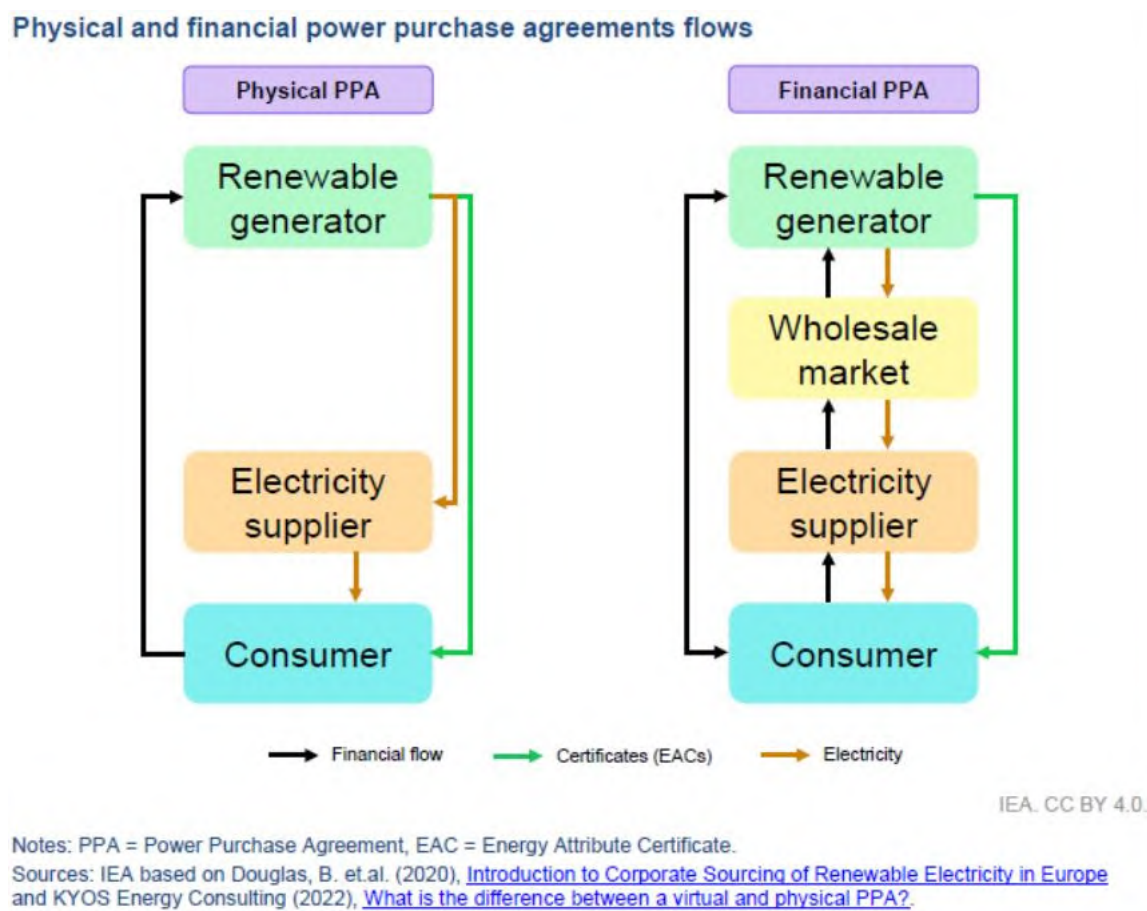 Physical and financial power purchase agreements flows
Physical PPA
Financial PPA
Renewable
generator
Renewable
generator
Wholesale
market
Electricity
supplier
Electricity
supplier
Consumer
Consumer
Financial flow
Certificates (EACs)
Electricity
IEA. CC BY 4.0.
Notes: PPA = Power Purchase Agreement, EAC = Energy Attribute Certificate.
Sources: IEA based on Douglas, B. et.al. (2020), Introduction to Corporate Sourcing of Renewable Electricity in Europe
and KYOS Energy Consulting (2022), What is the difference between a virtual and physical PPA?.